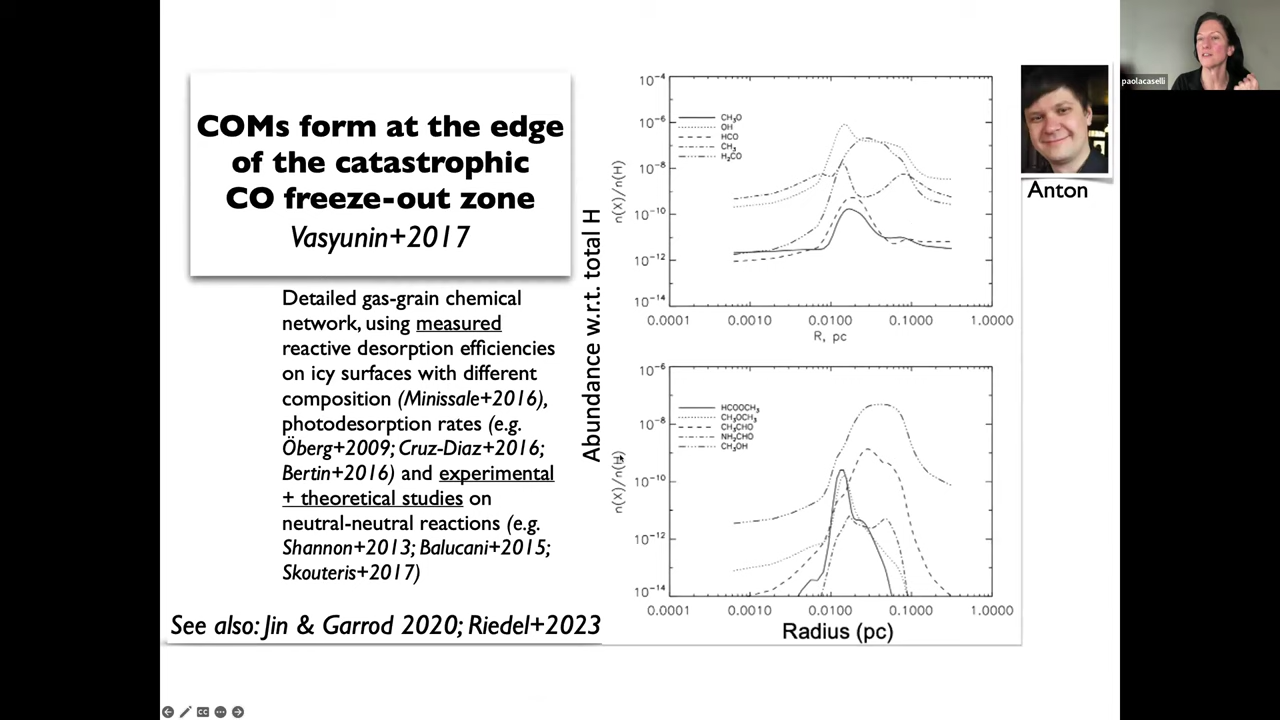 COMs form at the edge
of the catastrophic
CO freeze-out zone
Vasyunin+2017
Detailed gas-grain chemical
network, using measured
reactive desorption efficiencies
on icy surfaces with different
composition (Minissale+2016),
photodesorption rates (e.g.
Öberg+2009; Cruz-Diaz+2016;
Bertin+2016) and experimental
+ theoretical studies on
neutral-neutral reactions (e.g.
Shannon+2013; Balucani+2015;
Skouteris+2017)
See also: Jin & Garrod 2020; Riedel+2023
Abundance w.r.t. total H
n(X)/n(H)
10⁻⁴
10⁻⁶
10⁻⁸
10⁻¹⁰
10⁻¹²
10⁻¹⁴
CH₃O
OH
HCO
CH₃
H₂CO
0.0001 0.0010 0.0100 0.1000 1.0000
R, pc
n(X)/n(H)
10⁻⁶
10⁻⁸
10⁻¹⁰
10⁻¹²
10⁻¹⁴
HCOOCH₃
CH₃OCH₃
CH₃CHO
NH₂CHO
CH₃OH
0.0001 0.0010 0.0100 0.1000 1.0000
Radius (pc)
Anton
paolacaselli
CC